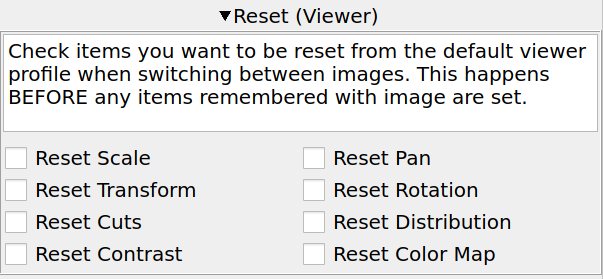 ▼Reset (Viewer)
Check items you want to be reset from the default viewer
profile when switching between images. This happens
BEFORE any items remembered with image are set.
Reset Scale Reset Pan
Reset Transform Reset Rotation
Reset Cuts Reset Distribution
Reset Contrast Reset Color Map